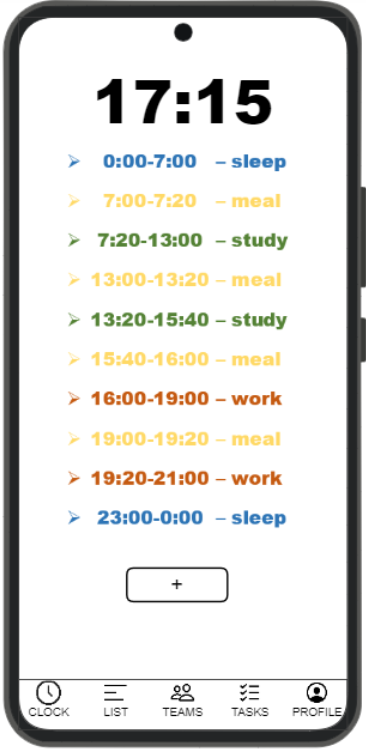 17:15
0:00-7:00 – sleep
7:00-7:20 – meal
7:20-13:00 – study
13:00-13:20 – meal
13:20-15:40 – study
15:40-16:00 – meal
16:00-19:00 – work
19:00-19:20 – meal
19:20-21:00 – work
23:00-0:00 – sleep
+
CLOCK LIST TEAMS TASKS PROFILE